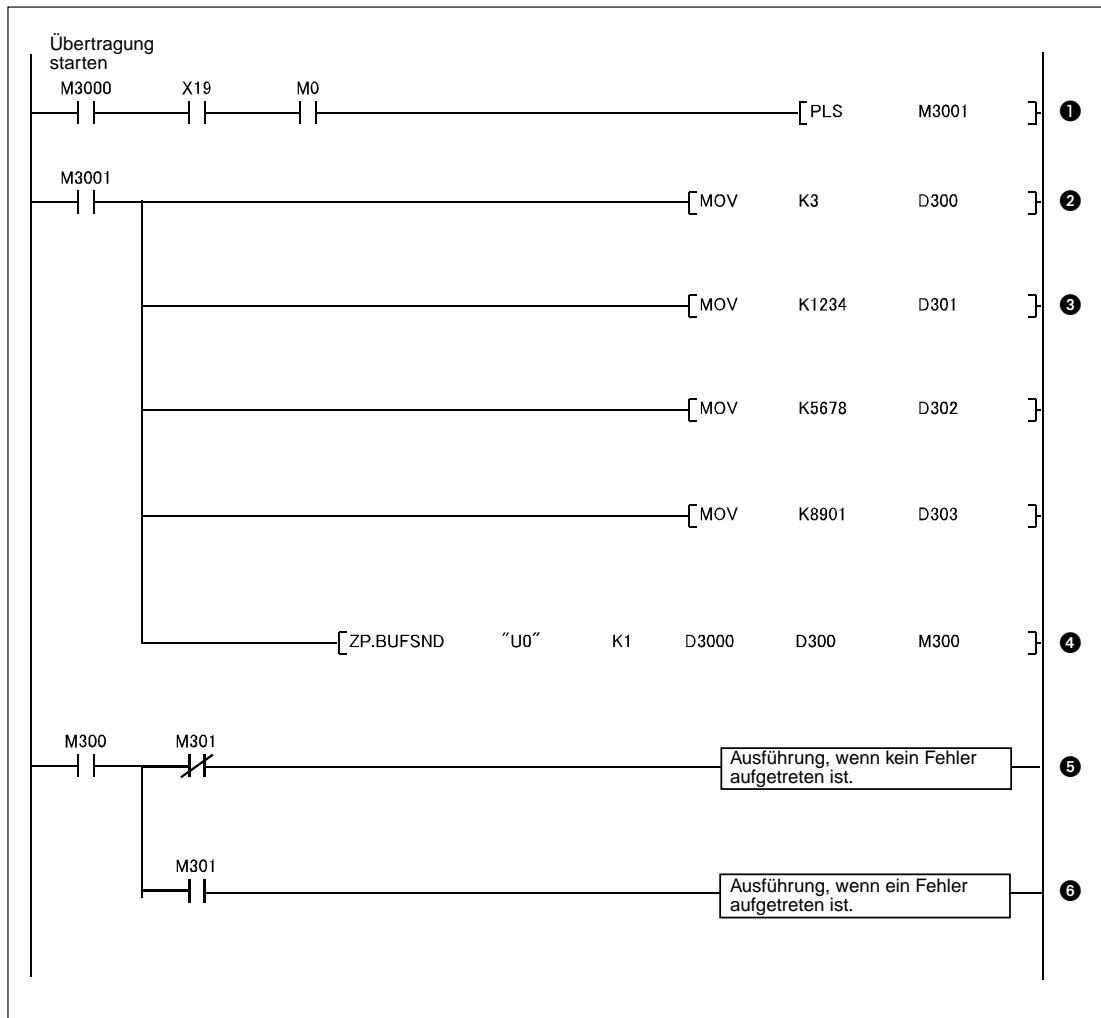 Übertragung
starten
M3000 X19 M0
[PLS M3001 ] ❶
M3001
[MOV K3 D300 ] ❷
[MOV K1234 D301 ] ❸
[MOV K5678 D302 ]
[MOV K8901 D303 ]
[ZP.BUFSND "U0" K1 D3000 D300 M300 ] ❹
M300 M301
Ausführung, wenn kein Fehler
aufgetreten ist.
❺
M301
Ausführung, wenn ein Fehler
aufgetreten ist.
❻